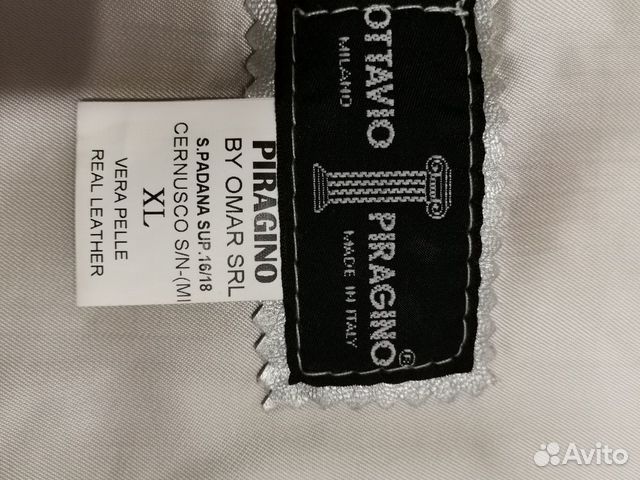 OTTAVIO PIRAGINO®
MILANO MADE IN ITALY
PIRAGINO
BY OMAR SRL
S.PADANA SUP.16/18
CERNUSCO S/N-(MI
XL
VERA PELLE
REAL LEATHER
Avito